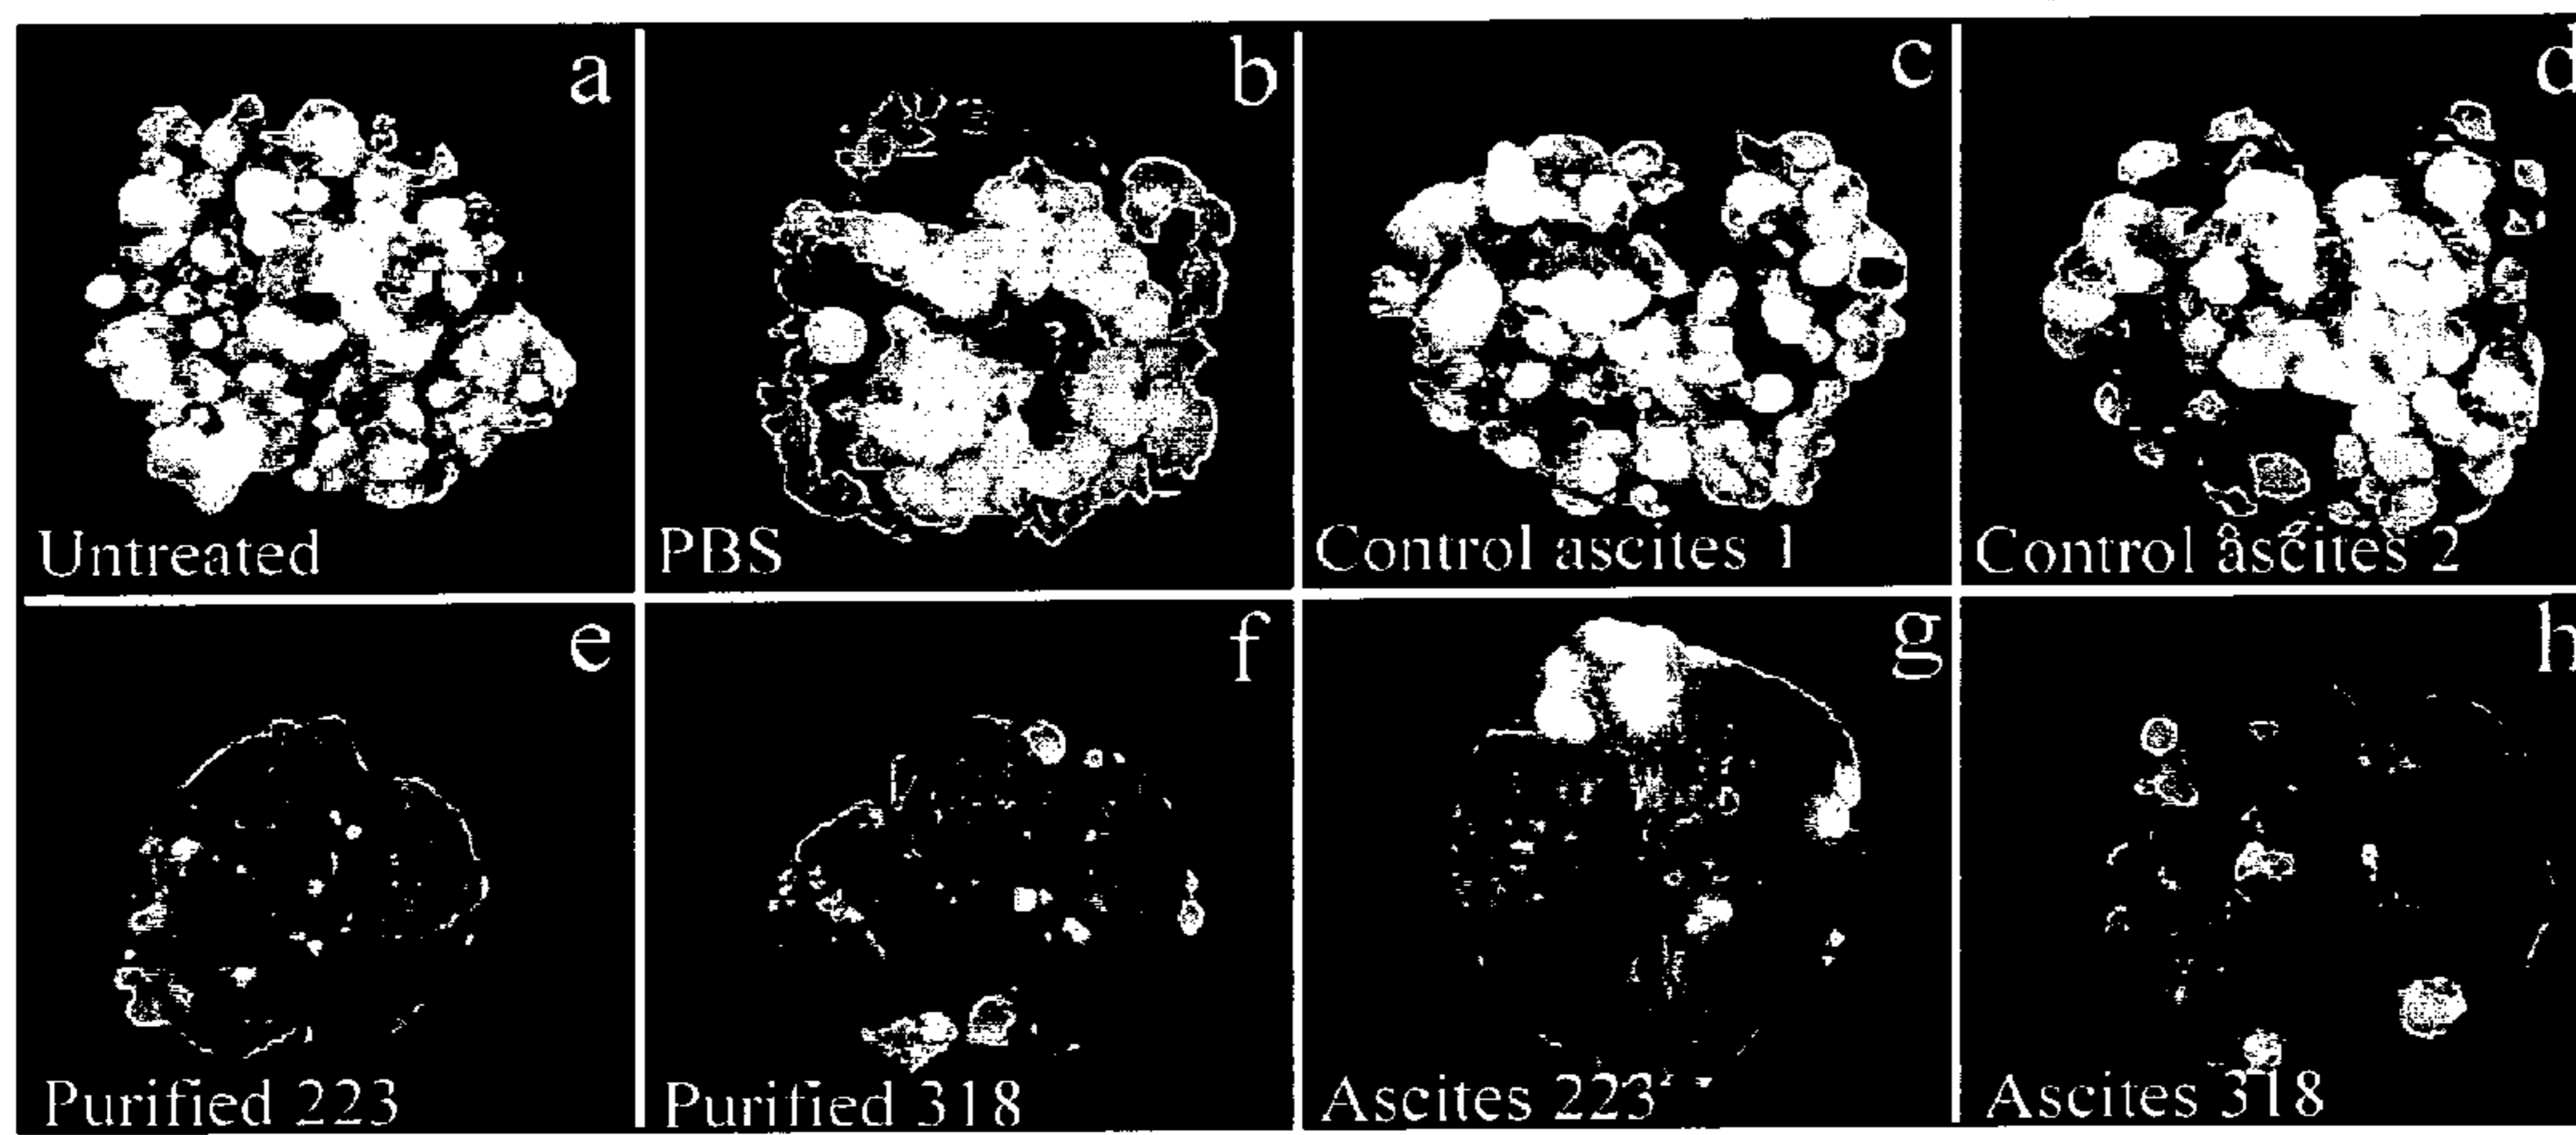 a
b
c
d
Untreated
PBS
Control ascites 1
Control ascites 2
e
f
g
h
Purified 223
Purified 318
Ascites 223
Ascites 318